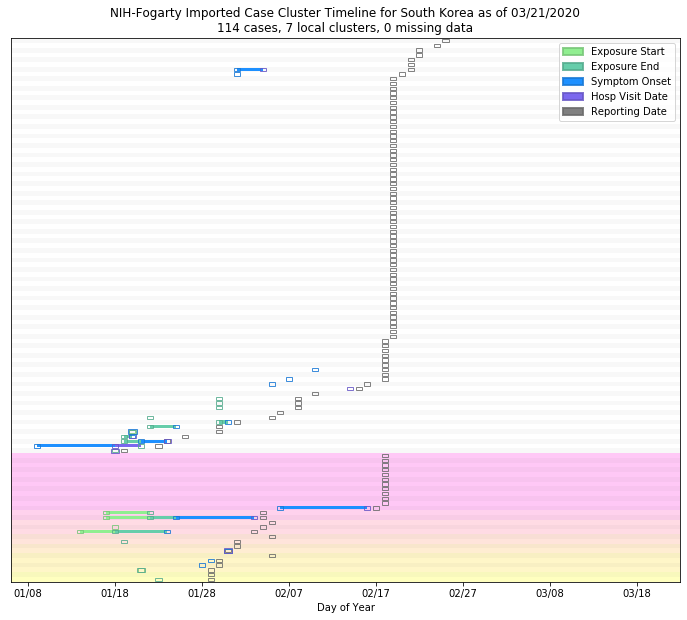 NIH-Fogarty Imported Case Cluster Timeline for South Korea as of 03/21/2020
114 cases, 7 local clusters, 0 missing data
Exposure Start
Exposure End
Symptom Onset
Hosp Visit Date
Reporting Date
01/08 01/18 01/28 02/07 02/17 02/27 03/08 03/18
Day of Year